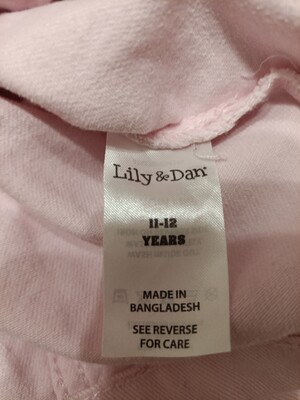 Lily & Dan
11-12
YEARS
MADE IN
BANGLADESH
SEE REVERSE
FOR CARE